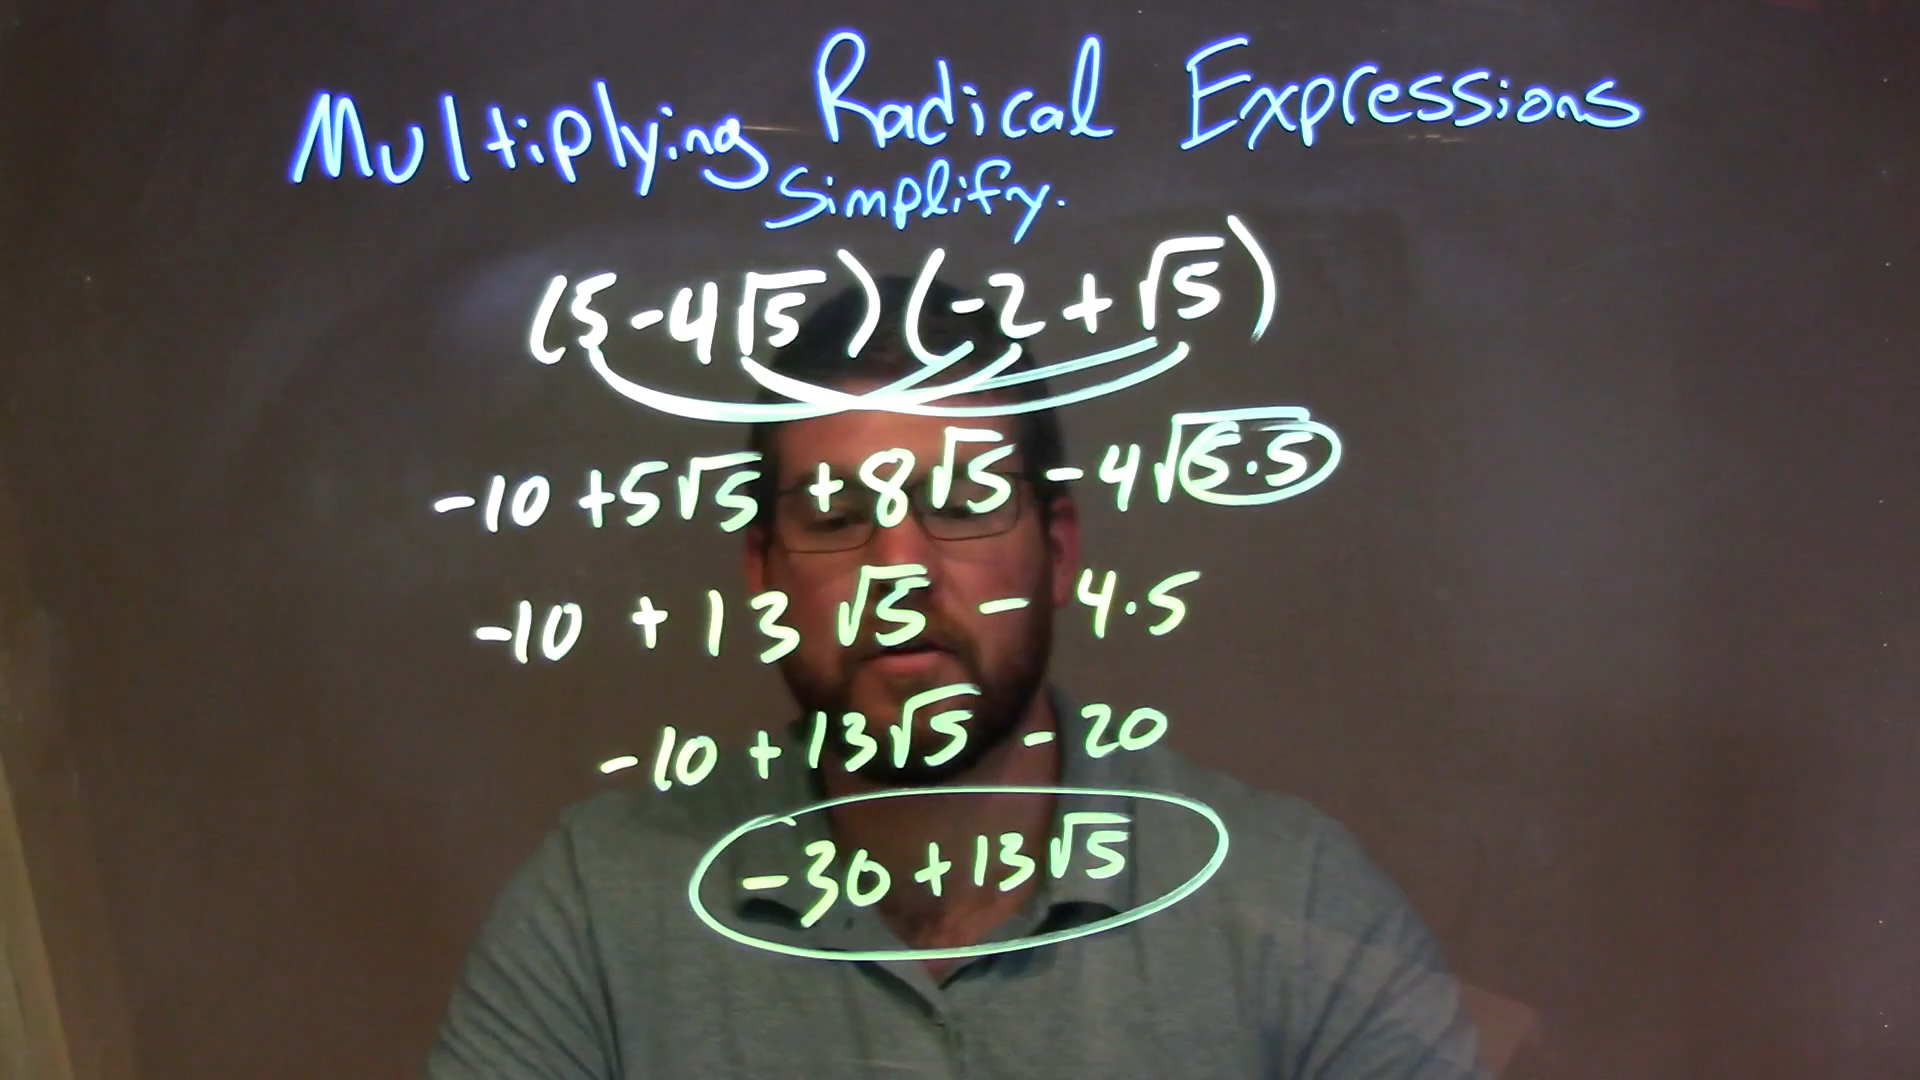 Multiplying Radical Expressions
Simplify.
(5-4√5)(-2+√5)
-10+5√5+8√5-4√5·5
-10+13√5-4·5
-10+13√5-20
-30+13√5